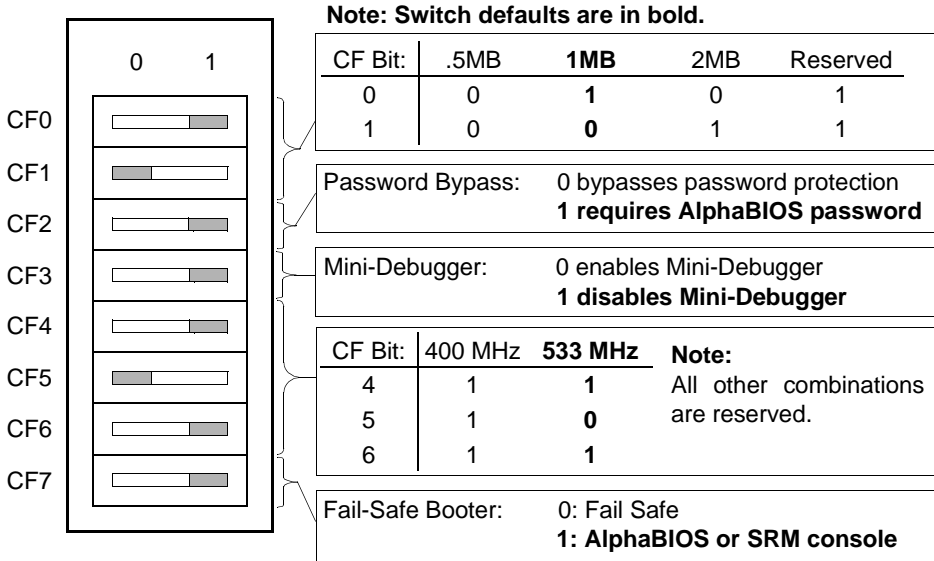 Note: Switch defaults are in bold.
0 1
CF0
CF1
CF2
CF3
CF4
CF5
CF6
CF7
CF Bit: .5MB 1MB 2MB Reserved
0 0 1 0 1
1 0 0 1 1
Password Bypass: 0 bypasses password protection
1 requires AlphaBIOS password
Mini-Debugger: 0 enables Mini-Debugger
1 disables Mini-Debugger
CF Bit: 400 MHz 533 MHz Note:
4 1 1 All other combinations
5 1 0 are reserved.
6 1 1
Fail-Safe Booter: 0: Fail Safe
1: AlphaBIOS or SRM console